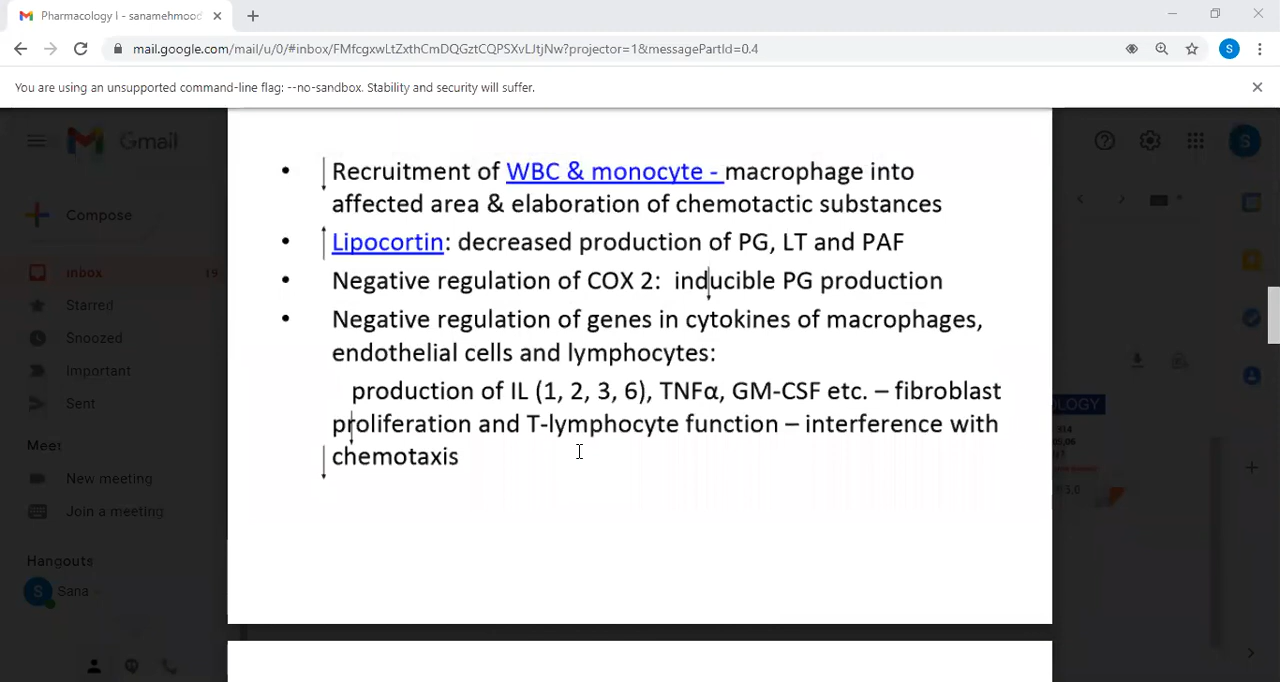 Pharmacology I - sanamehmood
mail.google.com/mail/u/0/#inbox/FMfcgxwLtZxthCmDQGztCQPSXvLJtjNw?projector=1&messagePartId=0.4
S
You are using an unsupported command-line flag: --no-sandbox. Stability and security will suffer.
Gmail
S
Compose
Inbox 19
Starred
Snoozed
Important
Sent
Meet
New meeting
Join a meeting
Hangouts
S Sana
• ↓ Recruitment of WBC & monocyte - macrophage into
affected area & elaboration of chemotactic substances
• ↑ Lipocortin: decreased production of PG, LT and PAF
• Negative regulation of COX 2: inducible PG production
• Negative regulation of genes in cytokines of macrophages,
endothelial cells and lymphocytes:
production of IL (1, 2, 3, 6), TNFα, GM-CSF etc. – fibroblast
proliferation and T-lymphocyte function – interference with
chemotaxis